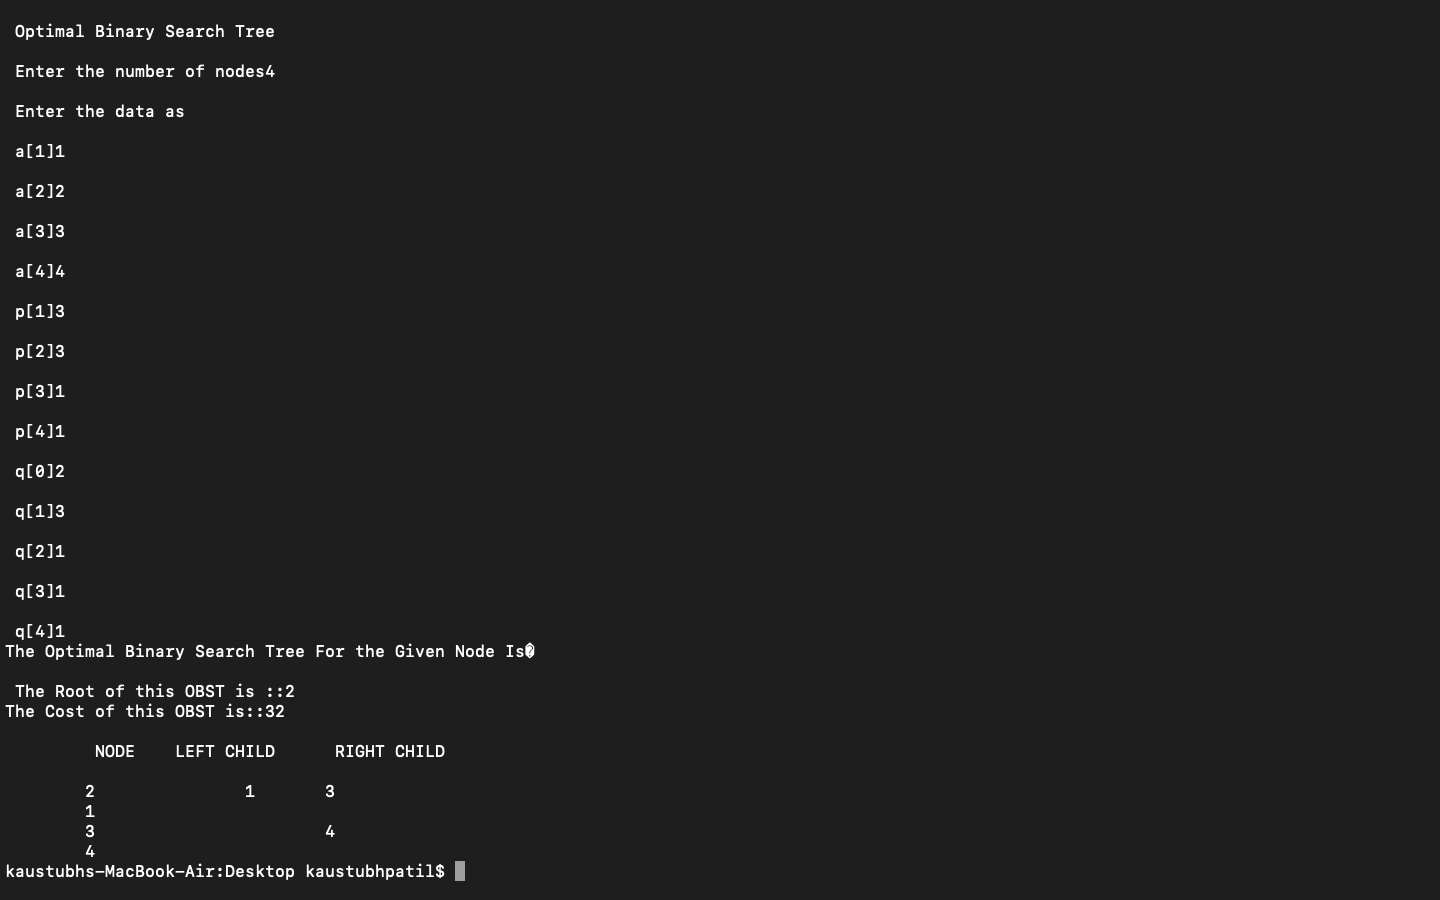 Optimal Binary Search Tree
Enter the number of nodes4
Enter the data as
a[1]1
a[2]2
a[3]3
a[4]4
p[1]3
p[2]3
p[3]1
p[4]1
q[0]2
q[1]3
q[2]1
q[3]1
q[4]1
The Optimal Binary Search Tree For the Given Node Is�
The Root of this OBST is ::2
The Cost of this OBST is::32
NODE LEFT CHILD RIGHT CHILD
2 1 3
1
3 4
4
kaustubhs-MacBook-Air:Desktop kaustubhpatil$